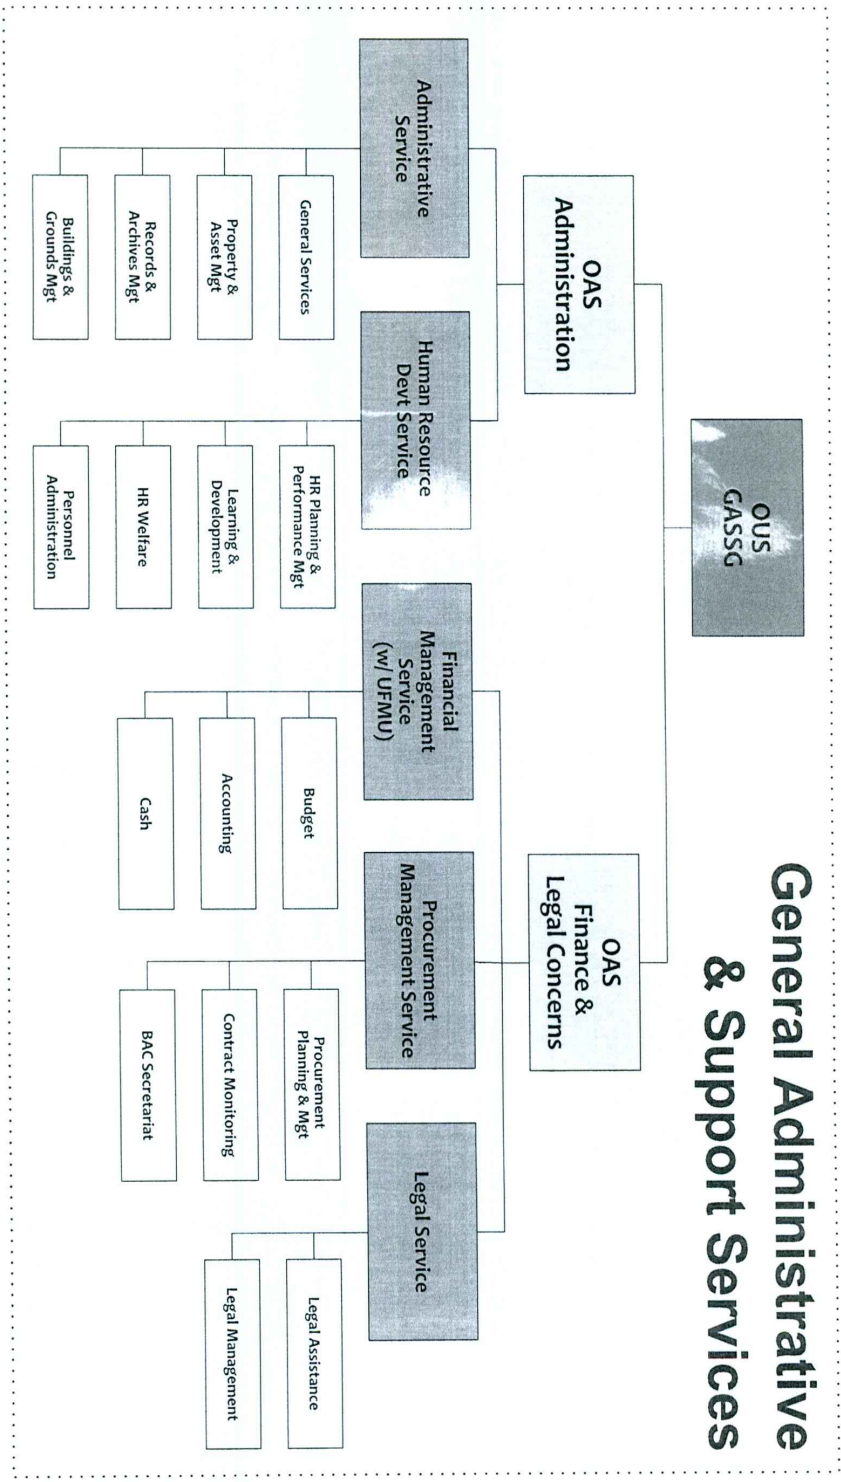 General Administrative
& Support Services
OUS
GASSG
OAS
Administration
OAS
Finance &
Legal Concerns
Administrative
Service
Human Resource
Devt Service
Financial
Management
Service
(w/ UFMU)
Procurement
Management Service
Legal Service
General Services
Property &
Asset Mgt
Records &
Archives Mgt
Buildings &
Grounds Mgt
HR Planning &
Performance Mgt
Learning &
Development
HR Welfare
Personnel
Administration
Budget
Accounting
Cash
Procurement
Planning & Mgt
Contract Monitoring
BAC Secretariat
Legal Assistance
Legal Management